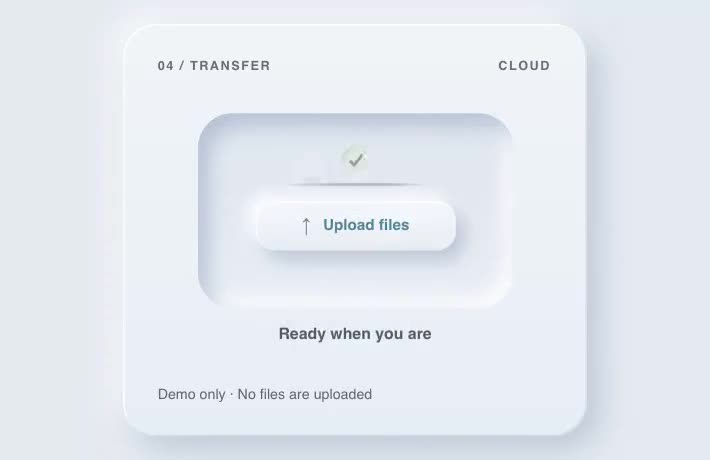 04 / TRANSFER
CLOUD
↑ Upload files
Ready when you are
Demo only · No files are uploaded